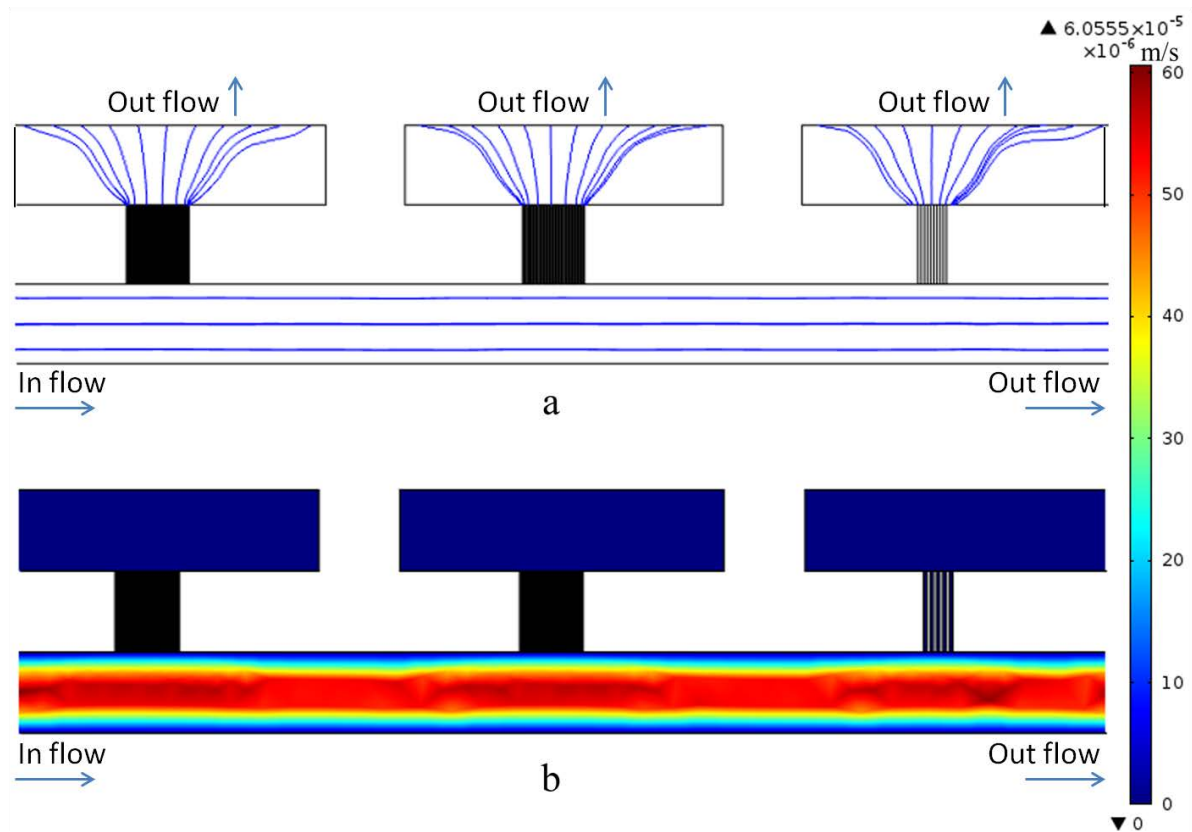 ▲ 6.0555×10⁻⁵
×10⁻⁶ m/s
Out flow
Out flow
Out flow
60
50
40
30
20
10
0
▼ 0
In flow
Out flow
a
In flow
Out flow
b